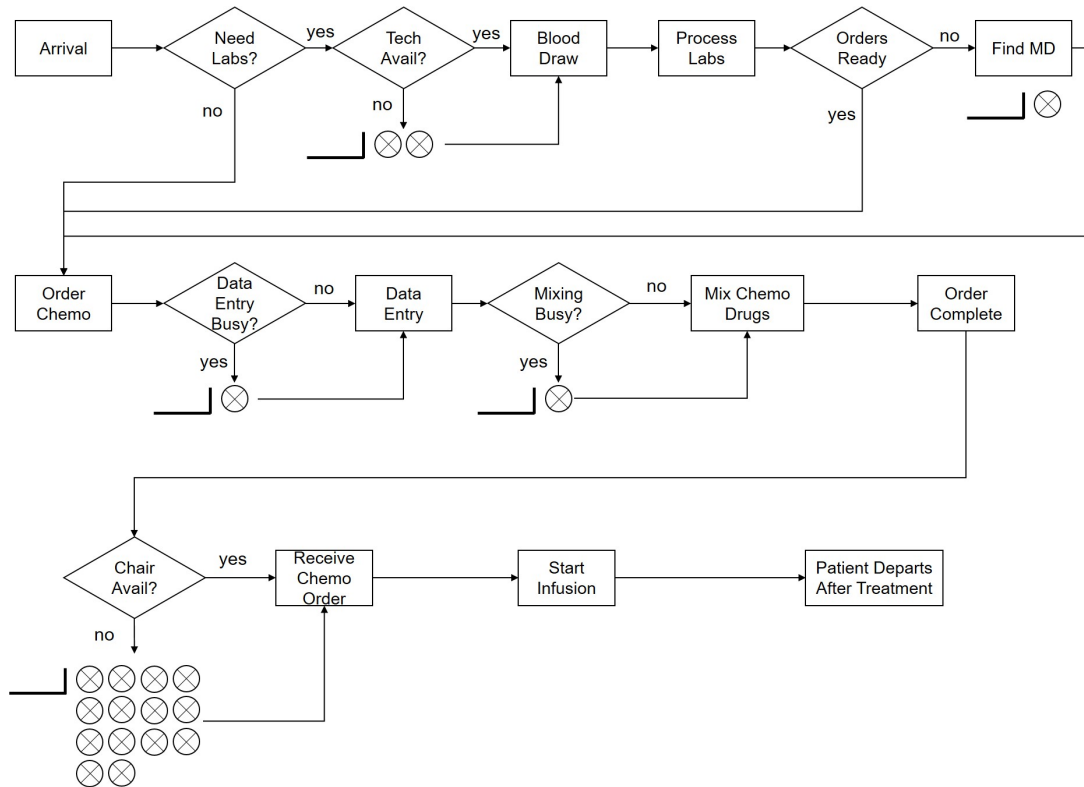 Arrival
Need
Labs?
yes
Tech
Avail?
yes
Blood
Draw
Process
Labs
Orders
Ready
no
Find MD
no
no
yes
Order
Chemo
Data
Entry
Busy?
no
Data
Entry
Mixing
Busy?
no
Mix Chemo
Drugs
Order
Complete
yes
yes
Chair
Avail?
yes
Receive
Chemo
Order
Start
Infusion
Patient Departs
After Treatment
no